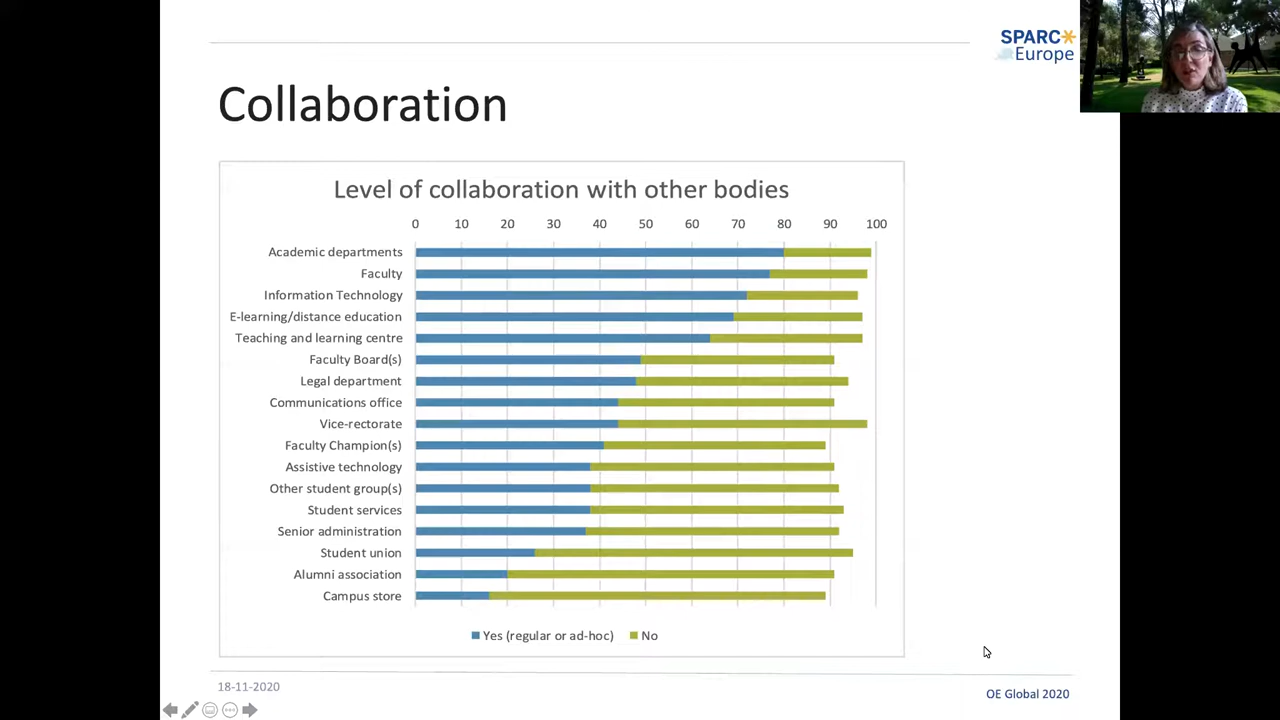 SPARC
Europe
Collaboration
Level of collaboration with other bodies
0 10 20 30 40 50 60 70 80 90 100
Academic departments
Faculty
Information Technology
E-learning/distance education
Teaching and learning centre
Faculty Board(s)
Legal department
Communications office
Vice-rectorate
Faculty Champion(s)
Assistive technology
Other student group(s)
Student services
Senior administration
Student union
Alumni association
Campus store
Yes (regular or ad-hoc) No
18-11-2020
OE Global 2020